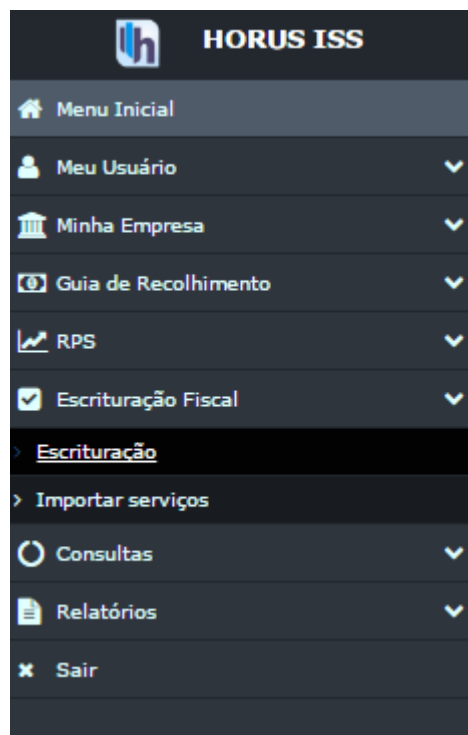 HORUS ISS
Menu Inicial
Meu Usuário
Minha Empresa
Guia de Recolhimento
RPS
Escrituração Fiscal
Escrituração
Importar serviços
Consultas
Relatórios
Sair